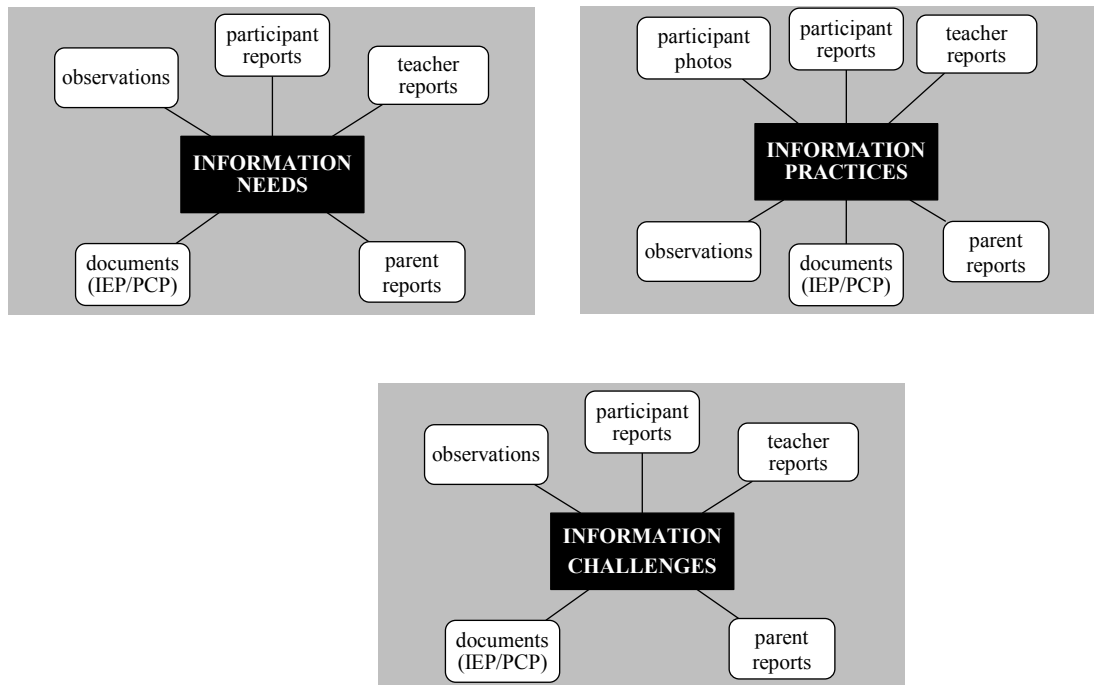 participant
reports
observations
teacher
reports
INFORMATION
NEEDS
documents
(IEP/PCP)
parent
reports
participant
photos
participant
reports
teacher
reports
INFORMATION
PRACTICES
observations
documents
(IEP/PCP)
parent
reports
participant
reports
observations
teacher
reports
INFORMATION
CHALLENGES
documents
(IEP/PCP)
parent
reports